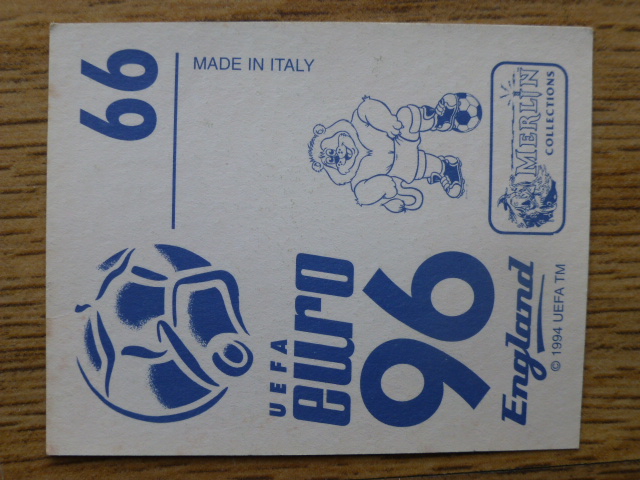 66
MADE IN ITALY
UEFA
euro
96
England
© 1994 UEFA TM
MERLIN
COLLECTIONS